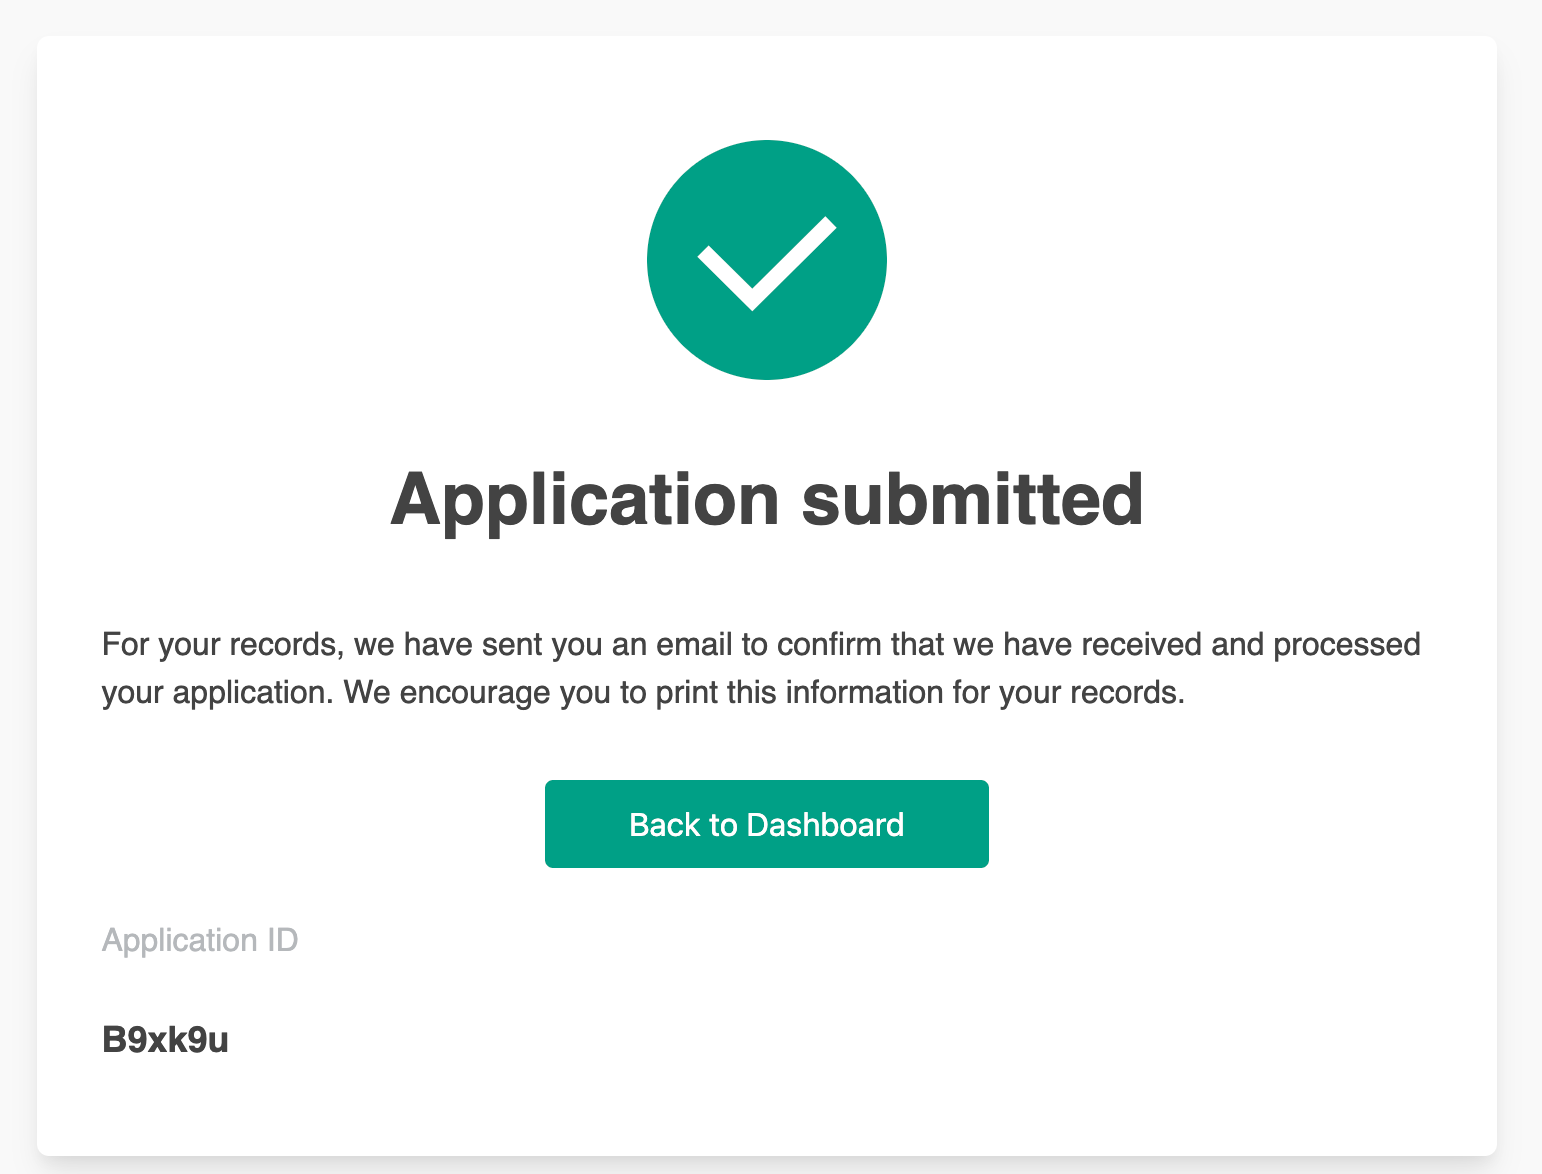 Application submitted
For your records, we have sent you an email to confirm that we have received and processed
your application. We encourage you to print this information for your records.
Back to Dashboard
Application ID
B9xk9u